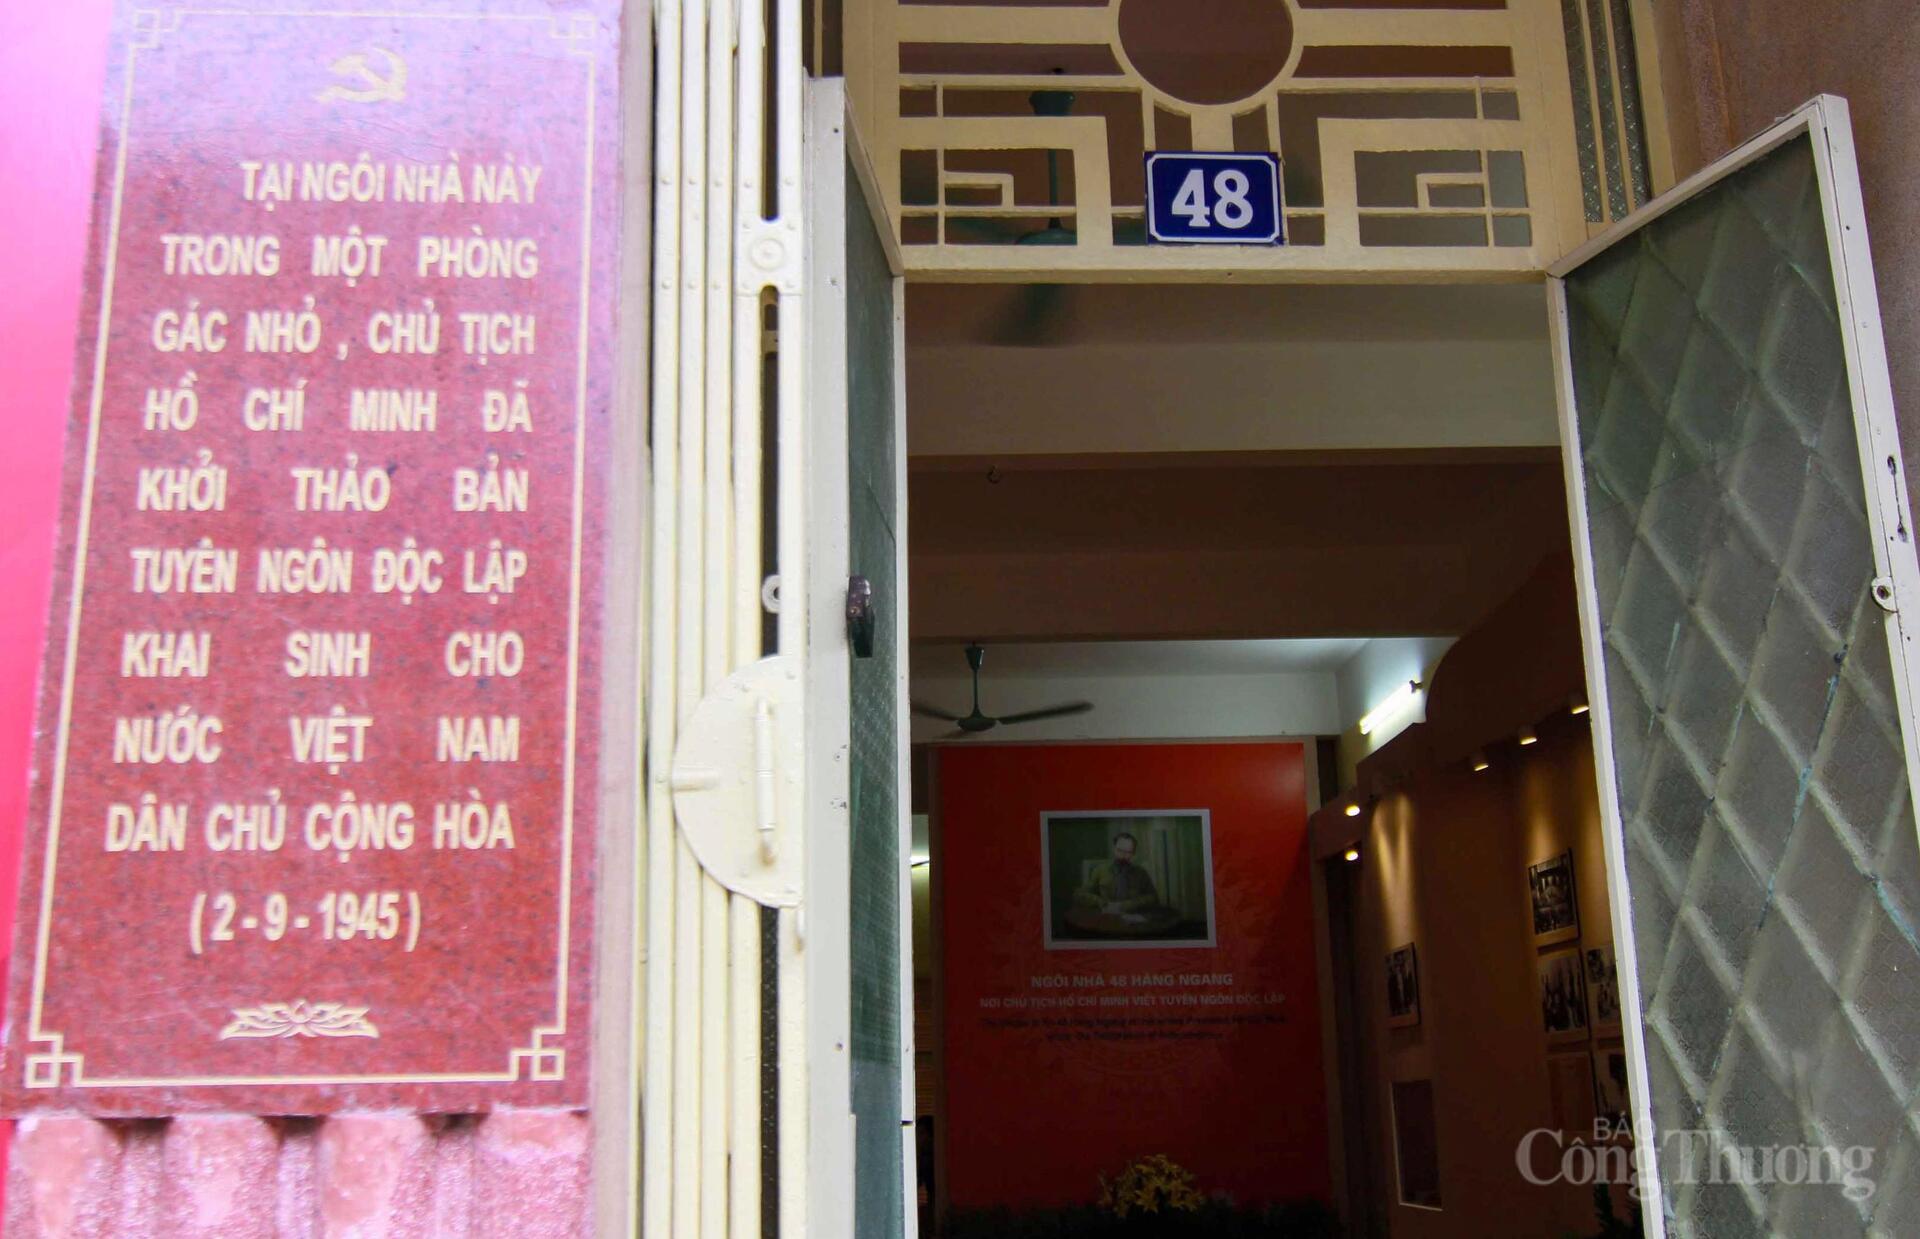 TẠI NGÔI NHÀ NÀY
TRONG MỘT PHÒNG
GÁC NHỎ , CHỦ TỊCH
HỒ CHÍ MINH ĐÃ
KHỞI THẢO BẢN
TUYÊN NGÔN ĐỘC LẬP
KHAI SINH CHO
NƯỚC VIỆT NAM
DÂN CHỦ CỘNG HÒA
(2-9-1945)
48
NGÔI NHÀ 48 HÀNG NGANG
NƠI CHỦ TỊCH HỒ CHÍ MINH VIẾT TUYÊN NGÔN ĐỘC LẬP
BÁO
Công Thương